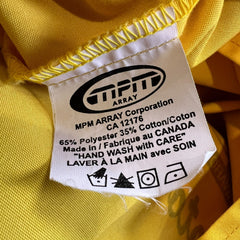 MPM
ARRAY
MPM ARRAY Corporation
CA 12176
65% Polyester 35% Cotton/Coton
Made in / Fabriqué au CANADA
"HAND WASH with CARE"
LAVER À LA MAIN avec SOIN